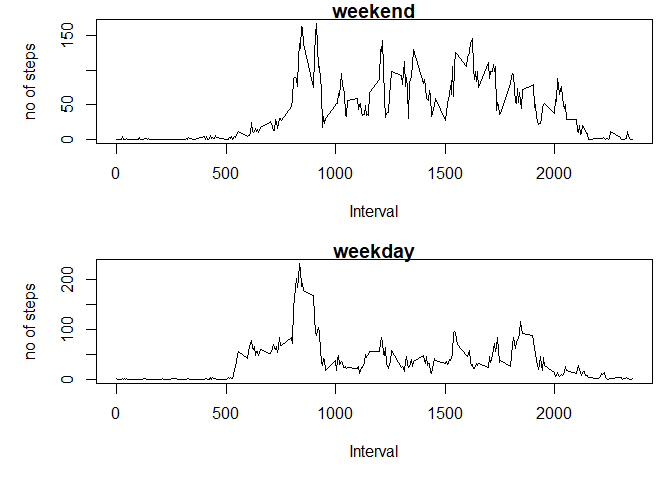 weekend
no of steps
150
50
0
0 500 1000 1500 2000
Interval
weekday
no of steps
200
100
0
0 500 1000 1500 2000
Interval